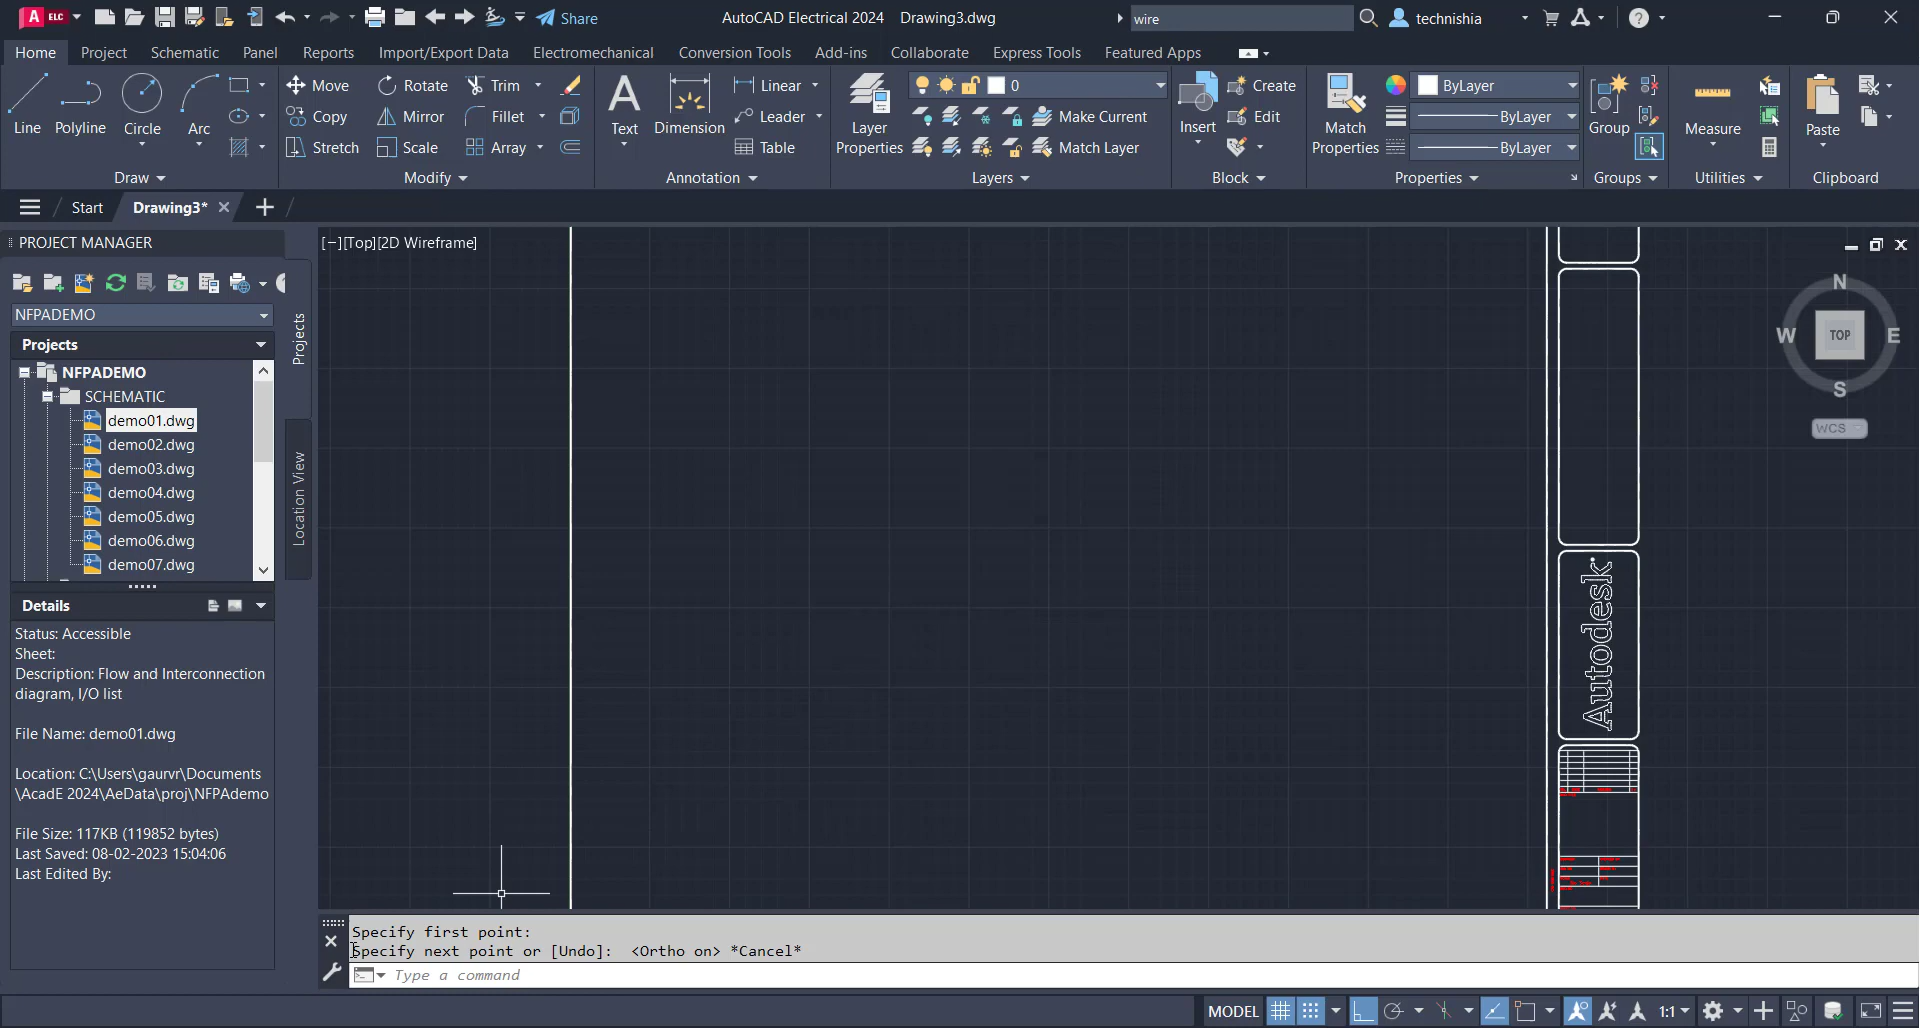 A ELC
Share
AutoCAD Electrical 2024 Drawing3.dwg
wire
technishia
Home Project Schematic Panel Reports Import/Export Data Electromechanical Conversion Tools Add-ins Collaborate Express Tools Featured Apps
Line Polyline Circle Arc
Move Rotate Trim
Copy Mirror Fillet
Stretch Scale Array
Text Dimension
Linear
Leader
Table
Layer
Properties
0
Make Current
Match Layer
Insert
Create
Edit
Match
Properties
ByLayer
ByLayer
ByLayer
Group
Measure
Paste
Draw Modify Annotation Layers Block Properties Groups Utilities Clipboard
Start Drawing3*
PROJECT MANAGER
NFPADEMO
Projects
NFPADEMO
SCHEMATIC
demo01.dwg
demo02.dwg
demo03.dwg
demo04.dwg
demo05.dwg
demo06.dwg
demo07.dwg
Projects
Location View
Details
Status: Accessible
Sheet:
Description: Flow and Interconnection
diagram, I/O list
File Name: demo01.dwg
Location: C:\Users\gaurvr\Documents
\AcadE 2024\AeData\proj\NFPAdemo
File Size: 117KB (119852 bytes)
Last Saved: 08-02-2023 15:04:06
Last Edited By:
[−][Top][2D Wireframe]
N
W TOP E
S
WCS
Autodesk
Specify first point:
Specify next point or [Undo]: <Ortho on> *Cancel*
Type a command
MODEL
1:1